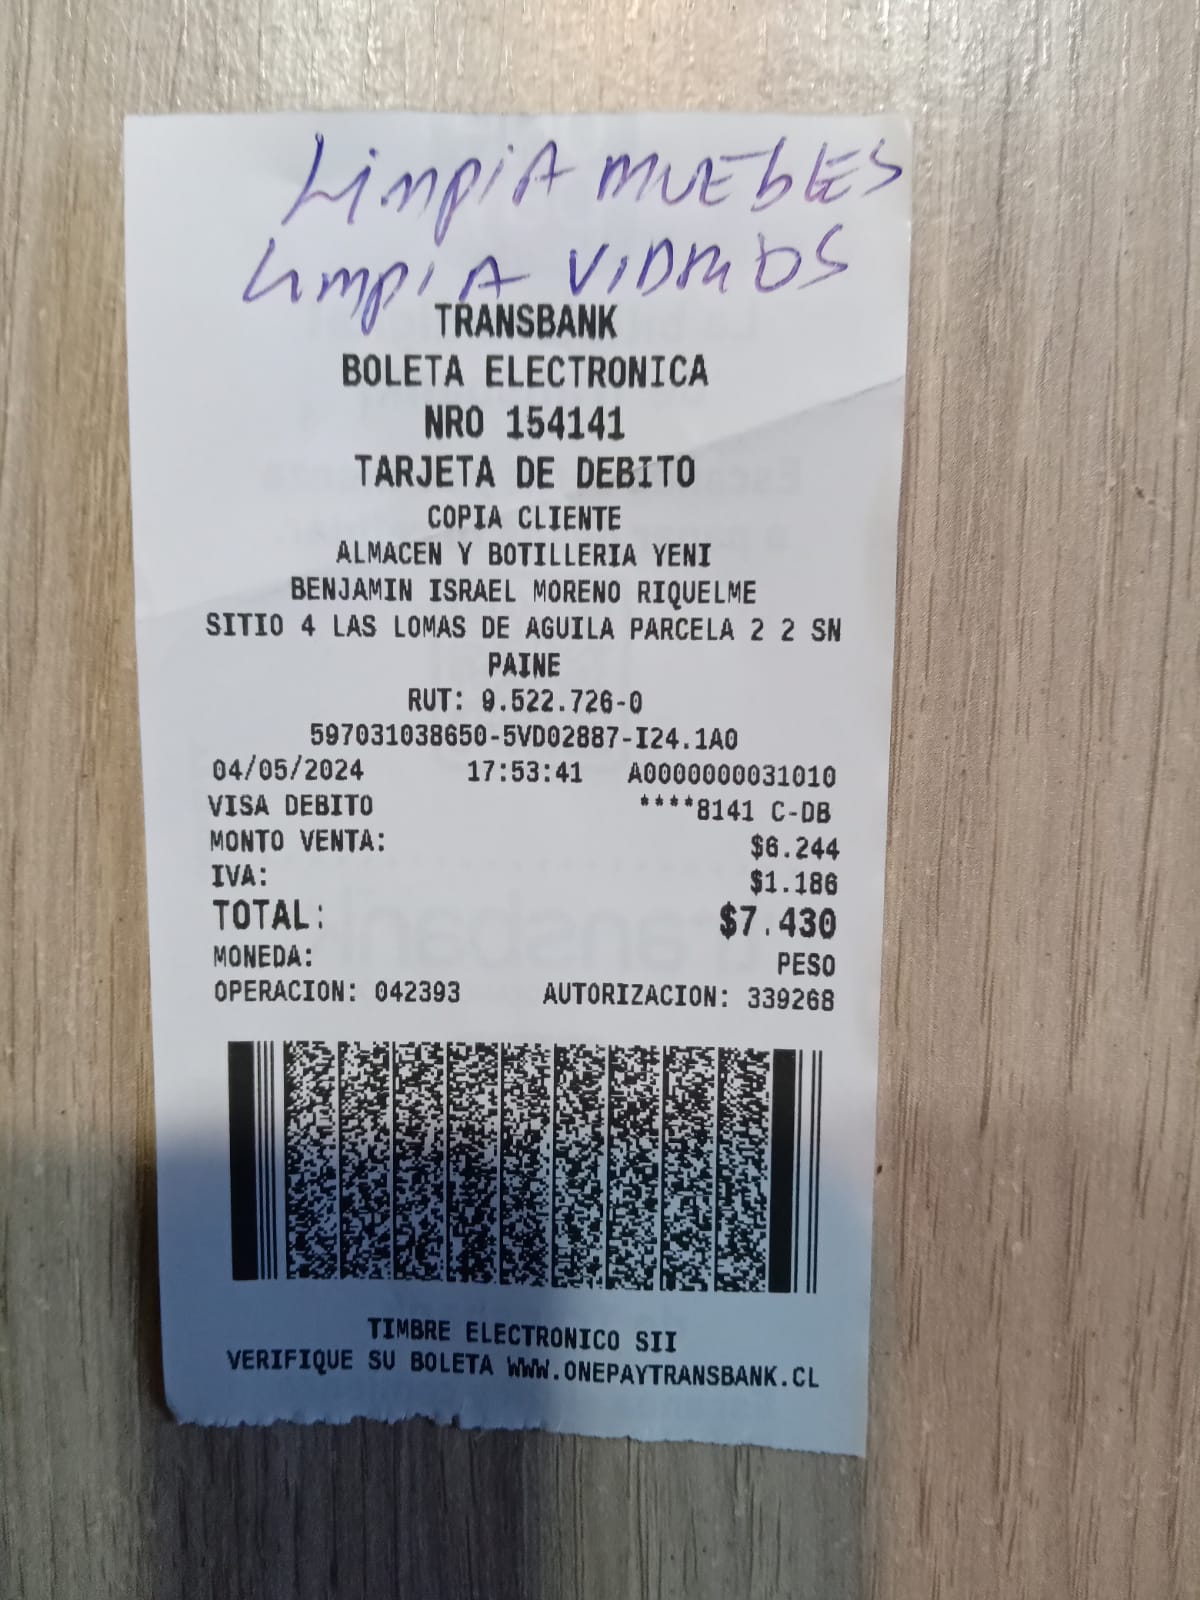 LimpiA MUEbLES
LimpiA ViDRiOS
TRANSBANK
BOLETA ELECTRONICA
NRO 154141
TARJETA DE DEBITO
COPIA CLIENTE
ALMACEN Y BOTILLERIA YENI
BENJAMIN ISRAEL MORENO RIQUELME
SITIO 4 LAS LOMAS DE AGUILA PARCELA 2 2 SN
PAINE
RUT: 9.522.726-0
597031038650-5VD02887-I24.1A0
04/05/2024 17:53:41 A0000000031010
VISA DEBITO ****8141 C-DB
MONTO VENTA: $6.244
IVA: $1.186
TOTAL: $7.430
MONEDA: PESO
OPERACION: 042393 AUTORIZACION: 339268
TIMBRE ELECTRONICO SII
VERIFIQUE SU BOLETA WWW.ONEPAYTRANSBANK.CL